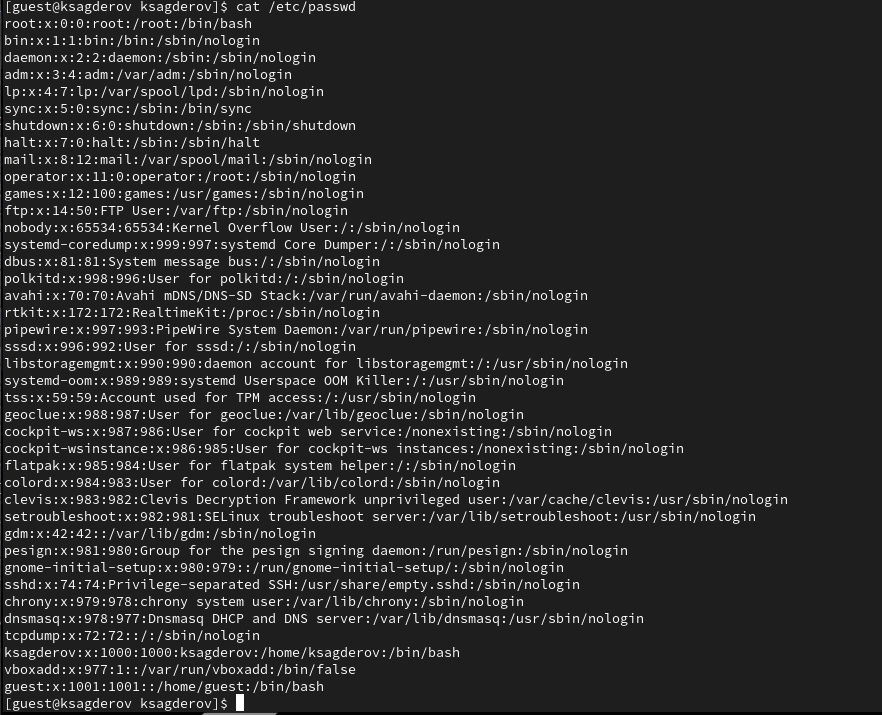 [guest@ksagderov ksagderov]$ cat /etc/passwd
root:x:0:0:root:/root:/bin/bash
bin:x:1:1:bin:/bin:/sbin/nologin
daemon:x:2:2:daemon:/sbin:/sbin/nologin
adm:x:3:4:adm:/var/adm:/sbin/nologin
lp:x:4:7:lp:/var/spool/lpd:/sbin/nologin
sync:x:5:0:sync:/sbin:/bin/sync
shutdown:x:6:0:shutdown:/sbin:/sbin/shutdown
halt:x:7:0:halt:/sbin:/sbin/halt
mail:x:8:12:mail:/var/spool/mail:/sbin/nologin
operator:x:11:0:operator:/root:/sbin/nologin
games:x:12:100:games:/usr/games:/sbin/nologin
ftp:x:14:50:FTP User:/var/ftp:/sbin/nologin
nobody:x:65534:65534:Kernel Overflow User:/:/sbin/nologin
systemd-coredump:x:999:997:systemd Core Dumper:/:/sbin/nologin
dbus:x:81:81:System message bus:/:/sbin/nologin
polkitd:x:998:996:User for polkitd:/:/sbin/nologin
avahi:x:70:70:Avahi mDNS/DNS-SD Stack:/var/run/avahi-daemon:/sbin/nologin
rtkit:x:172:172:RealtimeKit:/proc:/sbin/nologin
pipewire:x:997:993:PipeWire System Daemon:/var/run/pipewire:/sbin/nologin
sssd:x:996:992:User for sssd:/:/sbin/nologin
libstoragemgmt:x:990:990:daemon account for libstoragemgmt:/:/usr/sbin/nologin
systemd-oom:x:989:989:systemd Userspace OOM Killer:/:/usr/sbin/nologin
tss:x:59:59:Account used for TPM access:/:/usr/sbin/nologin
geoclue:x:988:987:User for geoclue:/var/lib/geoclue:/sbin/nologin
cockpit-ws:x:987:986:User for cockpit web service:/nonexisting:/sbin/nologin
cockpit-wsinstance:x:986:985:User for cockpit-ws instances:/nonexisting:/sbin/nologin
flatpak:x:985:984:User for flatpak system helper:/:/sbin/nologin
colord:x:984:983:User for colord:/var/lib/colord:/sbin/nologin
clevis:x:983:982:Clevis Decryption Framework unprivileged user:/var/cache/clevis:/usr/sbin/nologin
setroubleshoot:x:982:981:SELinux troubleshoot server:/var/lib/setroubleshoot:/usr/sbin/nologin
gdm:x:42:42::/var/lib/gdm:/sbin/nologin
pesign:x:981:980:Group for the pesign signing daemon:/run/pesign:/sbin/nologin
gnome-initial-setup:x:980:979::/run/gnome-initial-setup/:/sbin/nologin
sshd:x:74:74:Privilege-separated SSH:/usr/share/empty.sshd:/sbin/nologin
chrony:x:979:978:chrony system user:/var/lib/chrony:/sbin/nologin
dnsmasq:x:978:977:Dnsmasq DHCP and DNS server:/var/lib/dnsmasq:/usr/sbin/nologin
tcpdump:x:72:72::/:/sbin/nologin
ksagderov:x:1000:1000:ksagderov:/home/ksagderov:/bin/bash
vboxadd:x:977:1::/var/run/vboxadd:/bin/false
guest:x:1001:1001::/home/guest:/bin/bash
[guest@ksagderov ksagderov]$